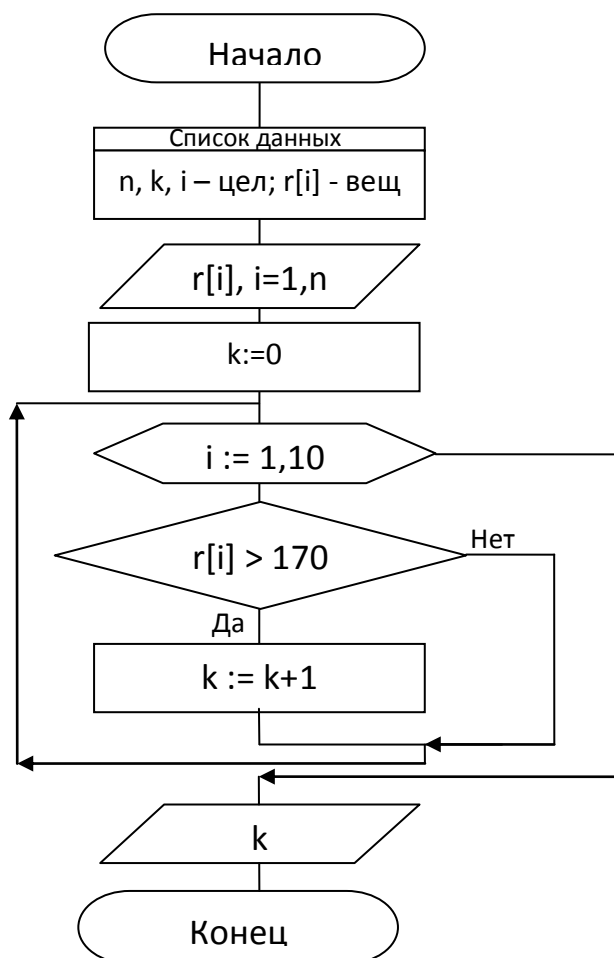 Начало
Список данных
n, k, i – цел; r[i] - вещ
r[i], i=1,n
k:=0
i := 1,10
r[i] > 170
Нет
Да
k := k+1
k
Конец